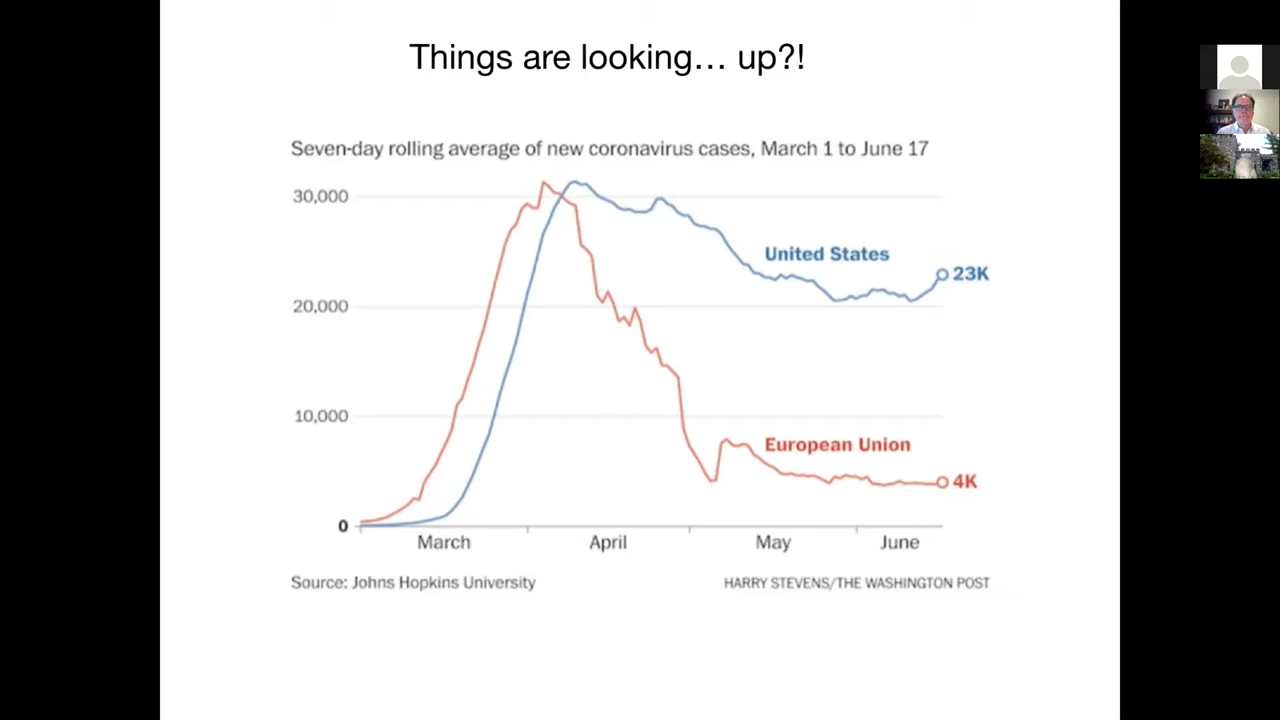 Things are looking... up?!
Seven-day rolling average of new coronavirus cases, March 1 to June 17
30,000
United States
23K
20,000
10,000
European Union
4K
0
March April May June
Source: Johns Hopkins University HARRY STEVENS/THE WASHINGTON POST